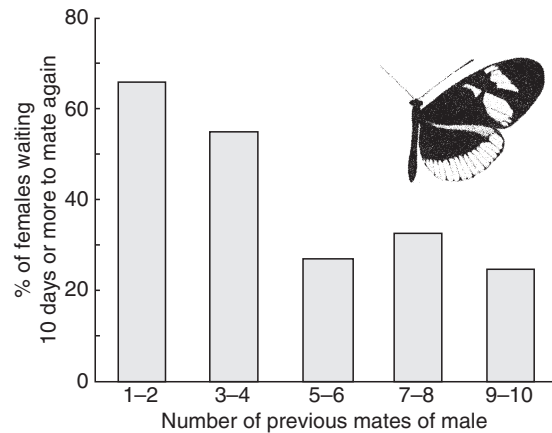 80
60
40
20
0
% of females waiting
10 days or more to mate again
1–2 3–4 5–6 7–8 9–10
Number of previous mates of male